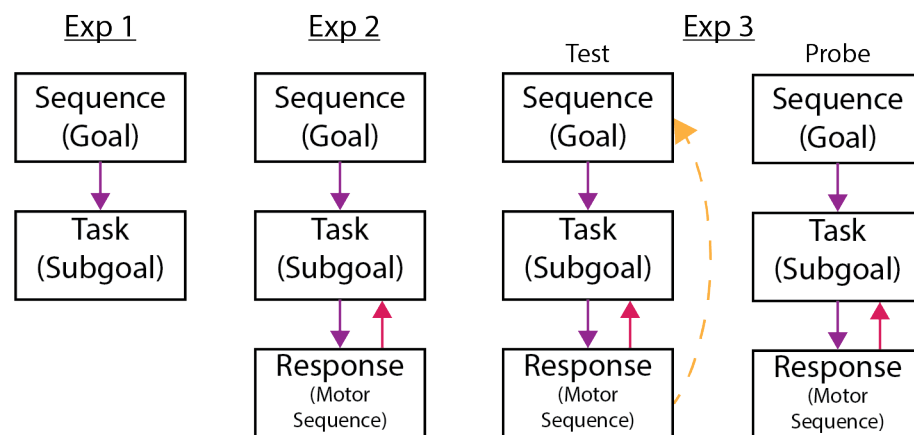 Exp 1
Exp 2
Exp 3
Test
Probe
Sequence
(Goal)
Task
(Subgoal)
Sequence
(Goal)
Task
(Subgoal)
Response
(Motor
Sequence)
Sequence
(Goal)
Task
(Subgoal)
Response
(Motor
Sequence)
Sequence
(Goal)
Task
(Subgoal)
Response
(Motor
Sequence)